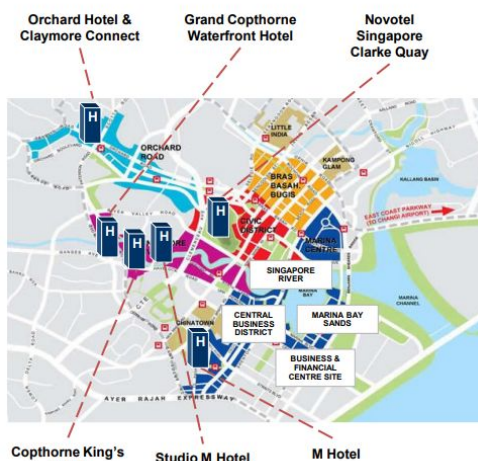 Orchard Hotel &
Claymore Connect
Grand Copthorne
Waterfront Hotel
Novotel
Singapore
Clarke Quay
H
LITTLE
INDIA
ORCHARD
ROAD
KAMPONG
GLAM
BRAS
BASAH
BUGIS
KALLANG BASIN
EAST COAST PARKWAY
(TO CHANGI AIRPORT)
H
CIVIC
DISTRICT
H
MARINA
CENTRE
H
H
SINGAPORE
RIVER
MARINA
BAY
MARINA
CHANNEL
CTE
CHINATOWN
CENTRAL
BUSINESS
DISTRICT
MARINA BAY
SANDS
H
BUSINESS &
FINANCIAL
CENTRE SITE
AYER RAJAH EXPRESSWAY
Copthorne King's
Studio M Hotel
M Hotel